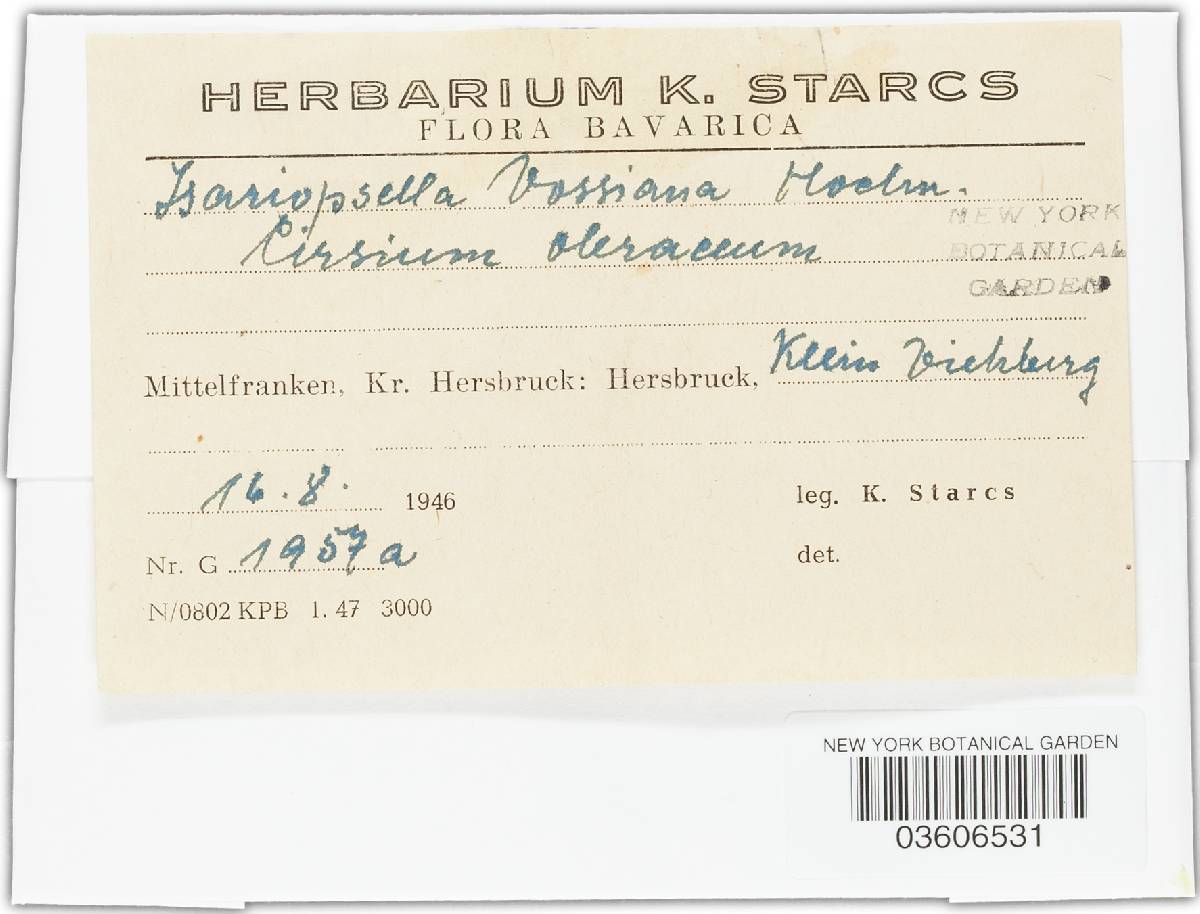 HERBARIUM K. STARCS
FLORA BAVARICA
Isariopsella Vossiana Hoehn.
Cirsium oleraceum
NEW YORK
BOTANICAL
GARDEN
Mittelfranken, Kr. Hersbruck: Hersbruck, Klein Viehberg
16. 8. 1946
leg. K. Starcs
Nr. G 1957a
det.
N/0802 KPB 1. 47 3000
NEW YORK BOTANICAL GARDEN
03606531